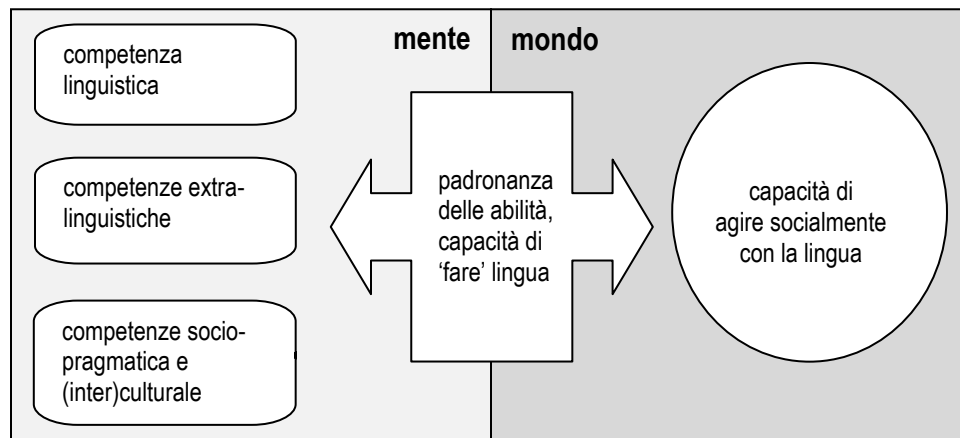 mente
mondo
competenza
linguistica
competenze extra-
linguistiche
competenze socio-
pragmatica e
(inter)culturale
padronanza
delle abilità,
capacità di
‘fare’ lingua
capacità di
agire socialmente
con la lingua